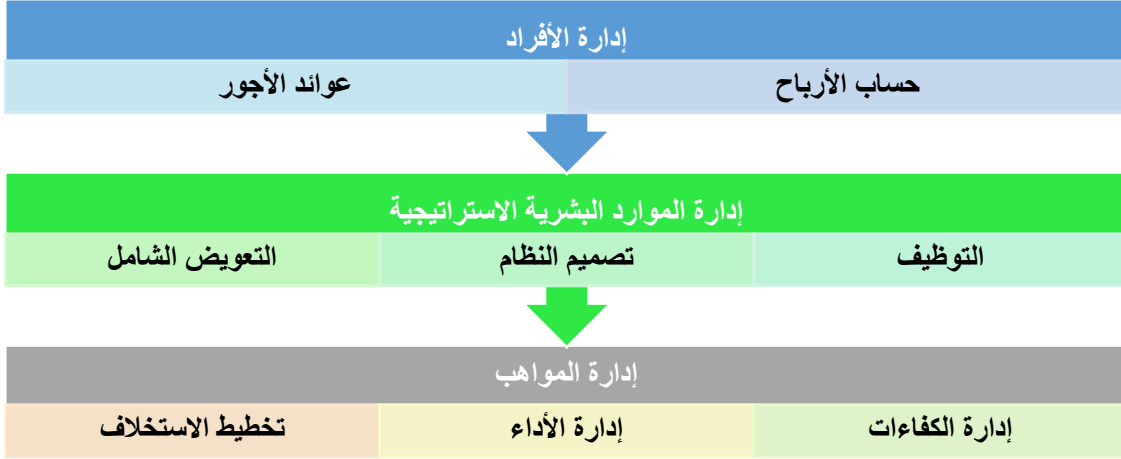 إدارة الأفراد
حساب الأرباح
عوائد الأجور
إدارة الموارد البشرية الاستراتيجية
التوظيف
تصميم النظام
التعويض الشامل
إدارة المواهب
إدارة الكفاءات
إدارة الأداء
تخطيط الاستخلاف